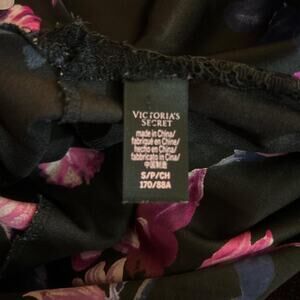 VICTORIA'S
SECRET
made in China/
fabriqué en Chine/
hecho en China/
fabbricato in Cina/
中国制造
S/P/CH
170/88A